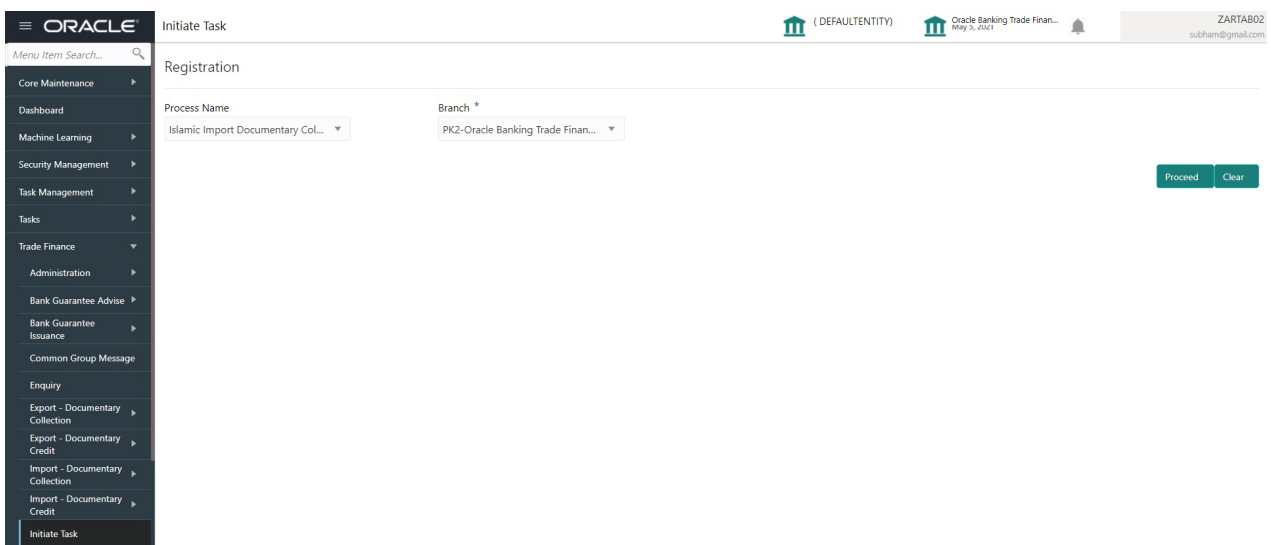 ORACLE
Initiate Task
( DEFAULTENTITY)
Oracle Banking Trade Finan...
May 5, 2021
ZARTAB02
subham@gmail.com
Menu Item Search...
Core Maintenance
Dashboard
Machine Learning
Security Management
Task Management
Tasks
Trade Finance
Administration
Bank Guarantee Advise
Bank Guarantee
Issuance
Common Group Message
Enquiry
Export - Documentary
Collection
Export - Documentary
Credit
Import - Documentary
Collection
Import - Documentary
Credit
Initiate Task
Registration
Process Name
Branch *
Islamic Import Documentary Col...
PK2-Oracle Banking Trade Finan...
Proceed
Clear